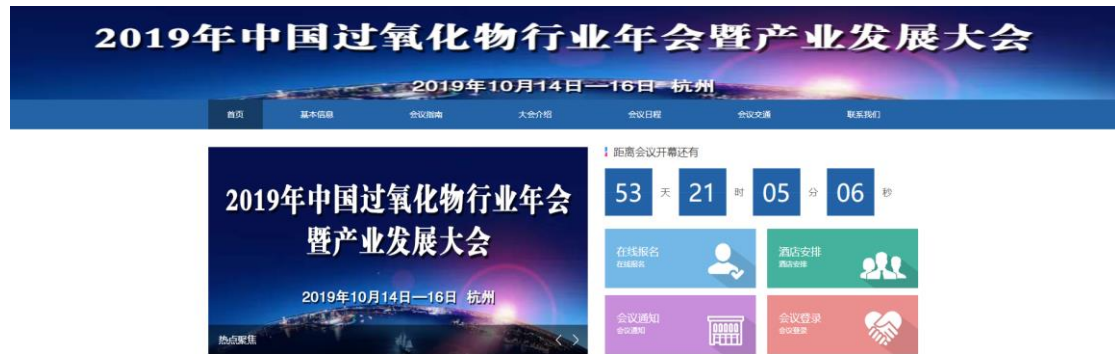 2019年中国过氧化物行业年会暨产业发展大会
2019年10月14日—16日 杭州
首页 基本信息 会议指南 大会介绍 会议日程 会议交通 联系我们
2019年中国过氧化物行业年会
暨产业发展大会
2019年10月14日—16日 杭州
热点聚焦
距离会议开幕还有
53 天 21 时 05 分 06 秒
在线报名
在线报名
酒店安排
酒店安排
会议通知
会议通知
00000
会议登录
会议登录